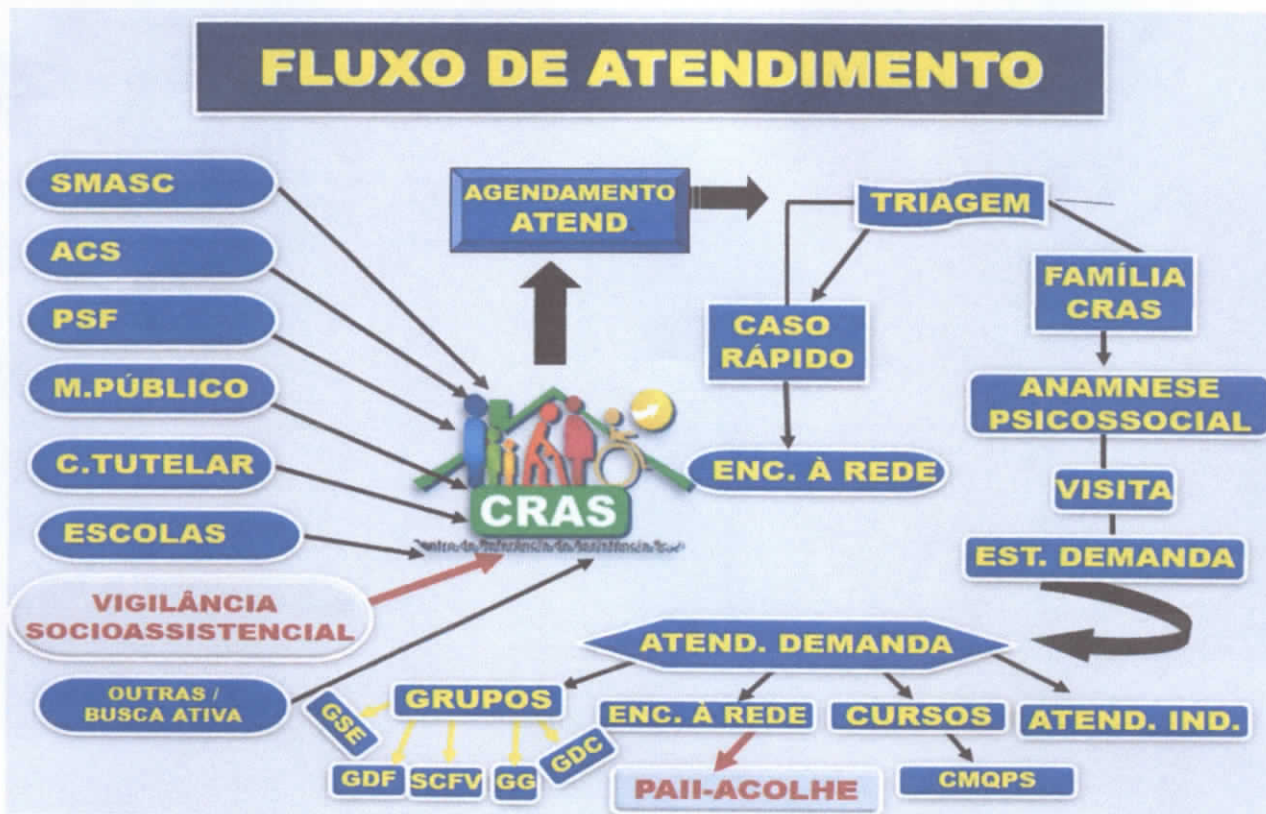 FLUXO DE ATENDIMENTO
SMASC
ACS
PSF
M.PÚBLICO
C.TUTELAR
ESCOLAS
VIGILÂNCIA
SOCIOASSISTENCIAL
OUTRAS /
BUSCA ATIVA
AGENDAMENTO
ATEND.
CRAS
TRIAGEM
CASO
RÁPIDO
ENC. À REDE
FAMÍLIA
CRAS
ANAMNESE
PSICOSSOCIAL
VISITA
EST. DEMANDA
ATEND. DEMANDA
GRUPOS
GSE
GDF
SCFV
GG
GDC
ENC. À REDE
PAII-ACOLHE
CURSOS
CMQPS
ATEND. IND.